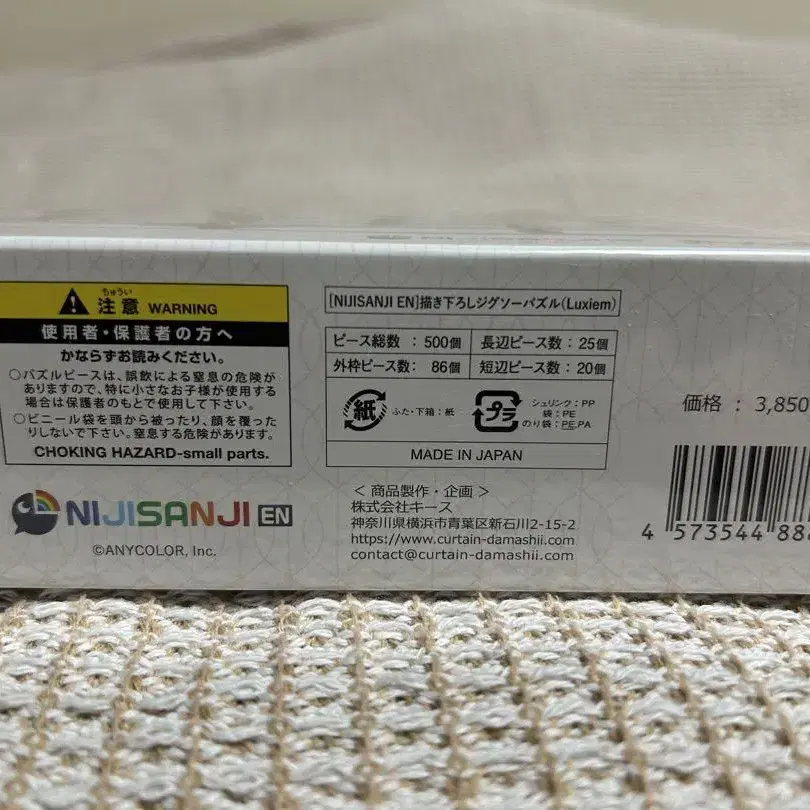 ちゅうい
注意 WARNING
使用者・保護者の方へ
かならずお読みください。
○パズルピースは、誤飲による窒息の危険が
ありますので、特に小さなお子様が使用する
場合は保護者のもとで使用して下さい。
○ビニール袋を頭から被ったり、顔を覆った
りしないで下さい。窒息する危険があります。
CHOKING HAZARD-small parts.
NIJISANJI EN
©ANYCOLOR, Inc.
[NIJISANJI EN]描き下ろしジグソーパズル(Luxiem)
ピース総数 : 500個 長辺ピース数 : 25個
外枠ピース数: 86個 短辺ピース数 : 20個
紙 ふた・下箱 : 紙
プラ シュリンク : PP
袋 : PE
のり袋 : PE,PA
MADE IN JAPAN
< 商品製作・企画 >
株式会社キース
神奈川県横浜市青葉区新石川2-15-2
https://www.curtain-damashii.com
contact@curtain-damashii.com
価格 : 3,850
4 573544 88